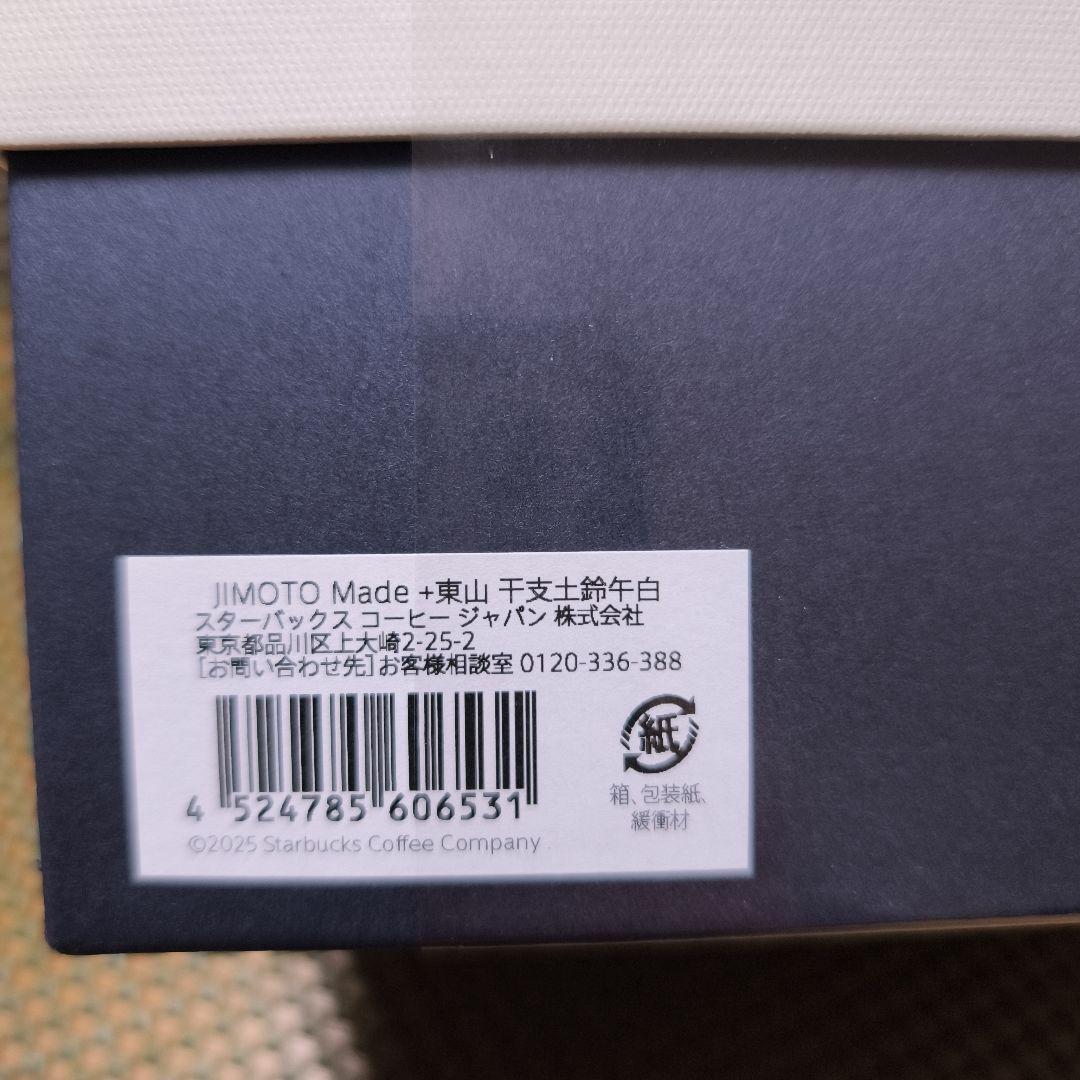 JIMOTO Made +東山 干支土鈴午白
スターバックス コーヒー ジャパン 株式会社
東京都品川区上大崎2-25-2
[お問い合わせ先]お客様相談室 0120-336-388
紙
箱、包装紙、
緩衝材
4 524785 606531
©2025 Starbucks Coffee Company